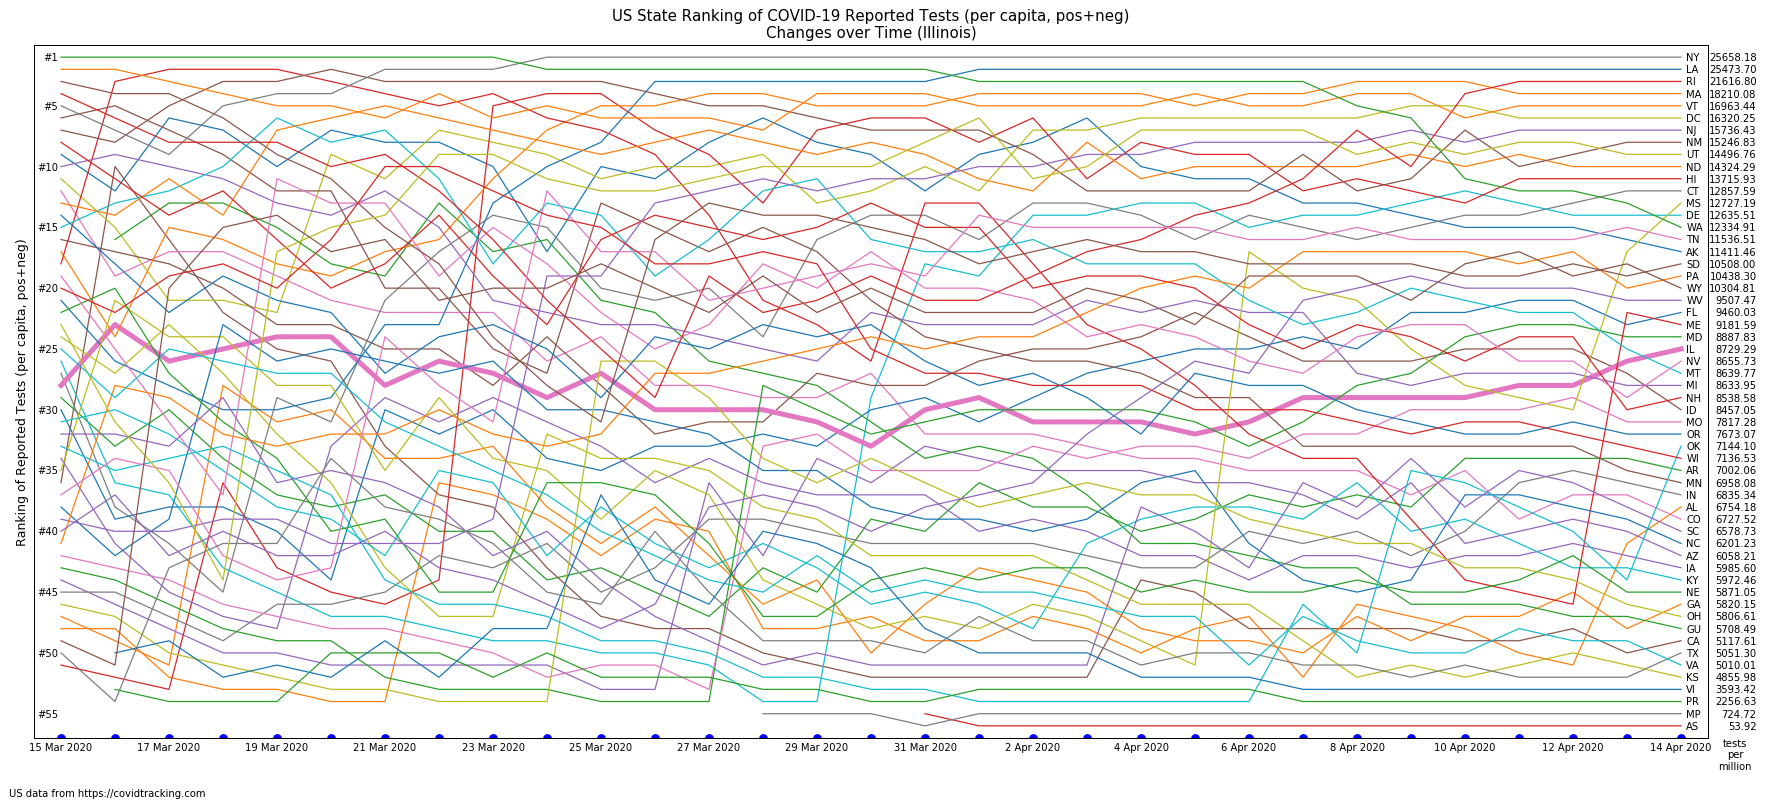 US State Ranking of COVID-19 Reported Tests (per capita, pos+neg)
Changes over Time (Illinois)
Ranking of Reported Tests (per capita, pos+neg)
#1
#5
#10
#15
#20
#25
#30
#35
#40
#45
#50
#55
NY 25658.18
LA 25473.70
RI 21616.80
MA 18210.08
VT 16963.44
DC 16320.25
NJ 15736.43
NM 15246.83
UT 14496.76
ND 14324.29
HI 13715.93
CT 12857.59
MS 12727.19
DE 12635.51
WA 12334.91
TN 11536.51
AK 11411.46
SD 10508.00
PA 10438.30
WY 10304.81
WV 9507.47
FL 9460.03
ME 9181.59
MD 8887.83
IL 8729.29
NV 8655.73
MT 8639.77
MI 8633.95
NH 8538.58
ID 8457.05
MO 7817.28
OR 7673.07
OK 7144.10
WI 7136.53
AR 7002.06
MN 6958.08
IN 6835.34
AL 6754.18
CO 6727.52
SC 6578.73
NC 6201.23
AZ 6058.21
IA 5985.60
KY 5972.46
NE 5871.05
GA 5820.15
OH 5806.61
GU 5708.49
CA 5117.61
TX 5051.30
VA 5010.01
KS 4855.98
VI 3593.42
PR 2256.63
MP 724.72
AS 53.92
15 Mar 2020 17 Mar 2020 19 Mar 2020 21 Mar 2020 23 Mar 2020 25 Mar 2020 27 Mar 2020 29 Mar 2020 31 Mar 2020 2 Apr 2020 4 Apr 2020 6 Apr 2020 8 Apr 2020 10 Apr 2020 12 Apr 2020 14 Apr 2020
tests
per
million
US data from https://covidtracking.com